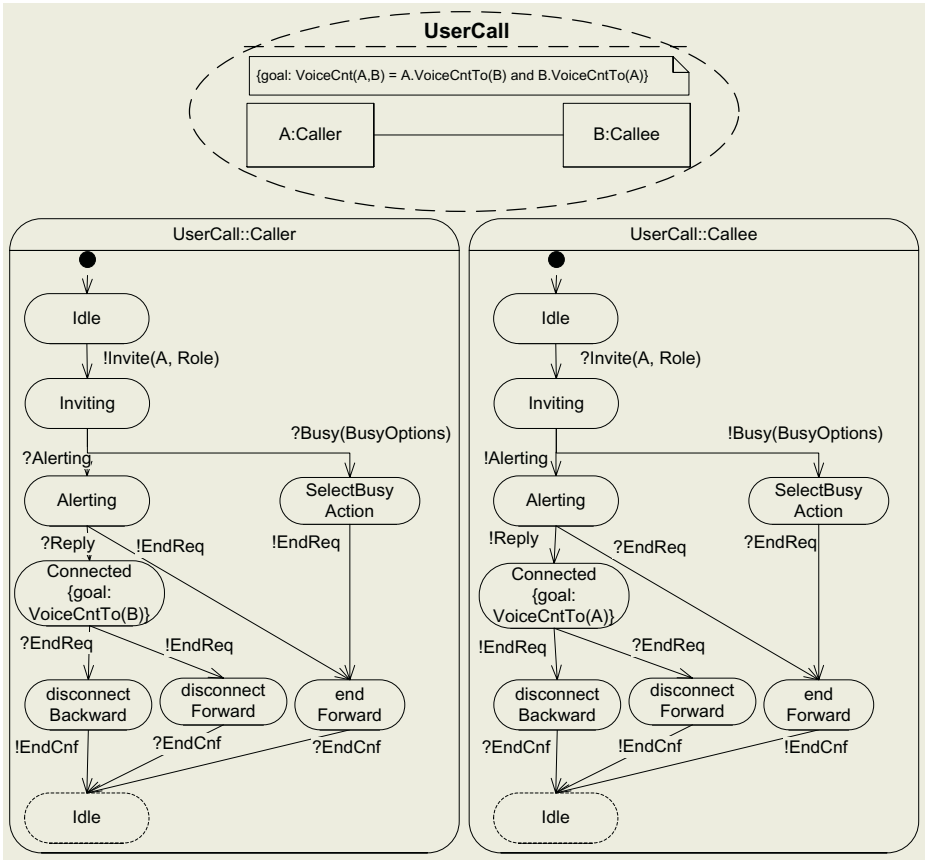 UserCall
{goal: VoiceCnt(A,B) = A.VoiceCntTo(B) and B.VoiceCntTo(A)}
A:Caller
B:Callee
UserCall::Caller
Idle
!Invite(A, Role)
Inviting
?Busy(BusyOptions)
?Alerting
Alerting
SelectBusy
Action
?Reply
!EndReq
!EndReq
Connected
{goal:
VoiceCntTo(B)}
?EndReq
!EndReq
disconnect
Backward
disconnect
Forward
end
Forward
!EndCnf
?EndCnf
?EndCnf
Idle
UserCall::Callee
Idle
?Invite(A, Role)
Inviting
!Busy(BusyOptions)
!Alerting
Alerting
SelectBusy
Action
!Reply
?EndReq
?EndReq
Connected
{goal:
VoiceCntTo(A)}
!EndReq
?EndReq
disconnect
Backward
disconnect
Forward
end
Forward
?EndCnf
!EndCnf
!EndCnf
Idle